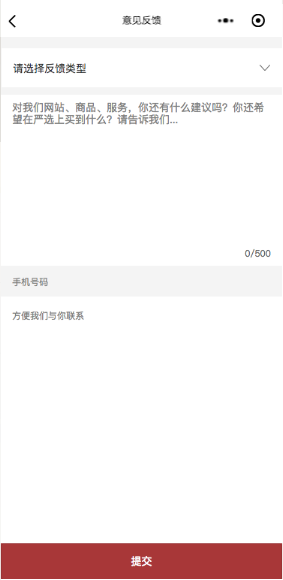 意见反馈
请选择反馈类型
对我们网站、商品、服务，你还有什么建议吗？你还希
望在严选上买到什么？请告诉我们...
0/500
手机号码
方便我们与你联系
提交